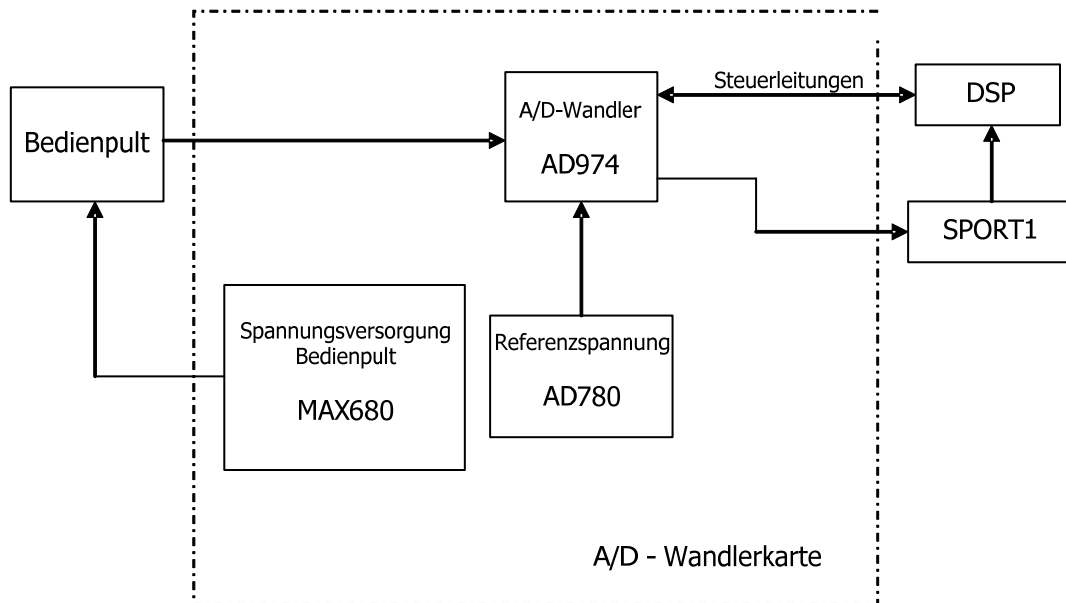 Steuerleitungen
A/D-Wandler
AD974
DSP
Bedienpult
SPORT1
Spannungsversorgung
Bedienpult
MAX680
Referenzspannung
AD780
A/D - Wandlerkarte